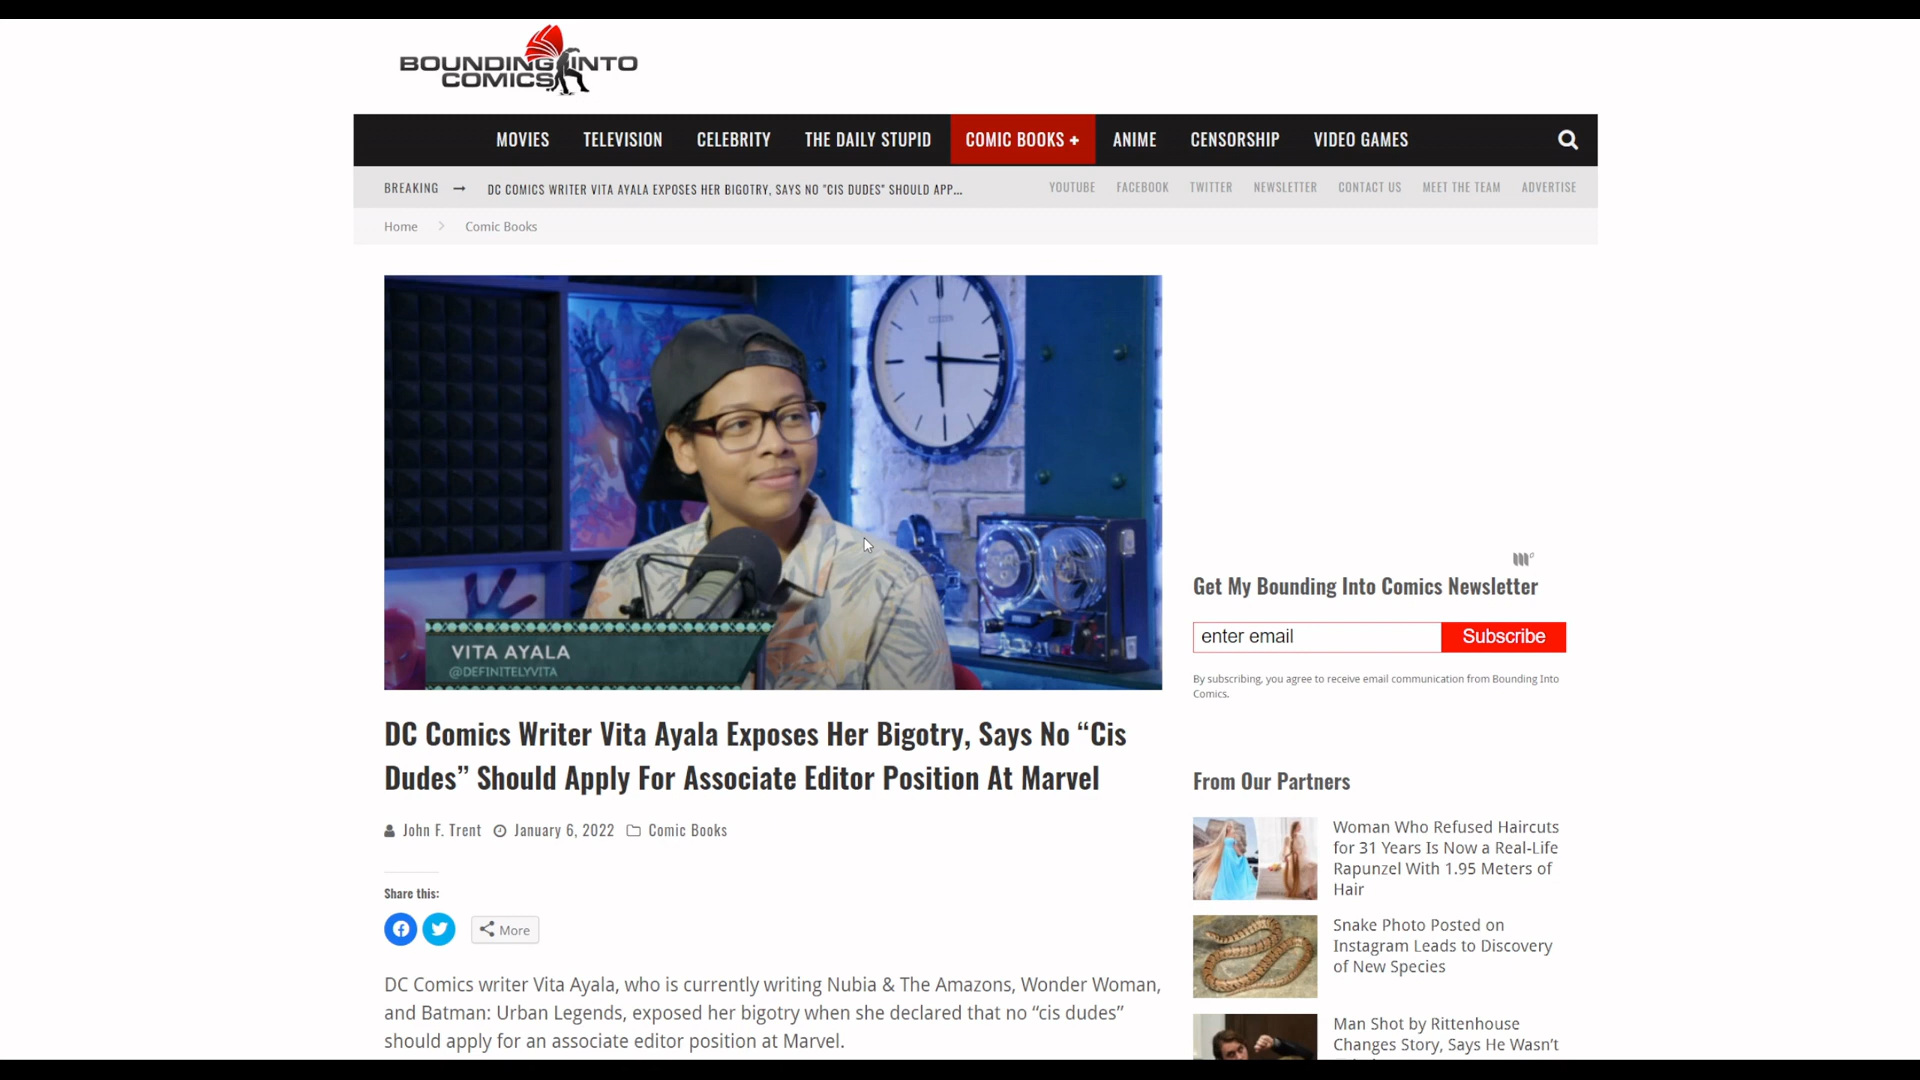 BOUNDING INTO
COMICS
MOVIES
TELEVISION
CELEBRITY
THE DAILY STUPID
COMIC BOOKS +
ANIME
CENSORSHIP
VIDEO GAMES
BREAKING
DC COMICS WRITER VITA AYALA EXPOSES HER BIGOTRY, SAYS NO "CIS DUDES" SHOULD APP...
YOUTUBE
FACEBOOK
TWITTER
NEWSLETTER
CONTACT US
MEET THE TEAM
ADVERTISE
Home
Comic Books
CITIZEN
VITA AYALA
@DEFINITELYVITA
DC Comics Writer Vita Ayala Exposes Her Bigotry, Says No “Cis
Dudes” Should Apply For Associate Editor Position At Marvel
John F. Trent
January 6, 2022
Comic Books
Share this:
More
DC Comics writer Vita Ayala, who is currently writing Nubia & The Amazons, Wonder Woman,
and Batman: Urban Legends, exposed her bigotry when she declared that no “cis dudes”
should apply for an associate editor position at Marvel.
Get My Bounding Into Comics Newsletter
enter email
Subscribe
By subscribing, you agree to receive email communication from Bounding Into
Comics.
From Our Partners
Woman Who Refused Haircuts
for 31 Years Is Now a Real-Life
Rapunzel With 1.95 Meters of
Hair
Snake Photo Posted on
Instagram Leads to Discovery
of New Species
Man Shot by Rittenhouse
Changes Story, Says He Wasn’t